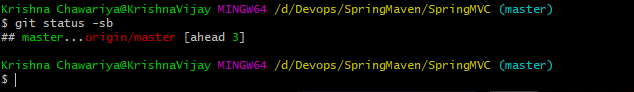 Krishna Chawariya@KrishnaVijay MINGW64 /d/Devops/SpringMaven/SpringMVC (master)
$ git status -sb
## master...origin/master [ahead 3]
Krishna Chawariya@KrishnaVijay MINGW64 /d/Devops/SpringMaven/SpringMVC (master)
$